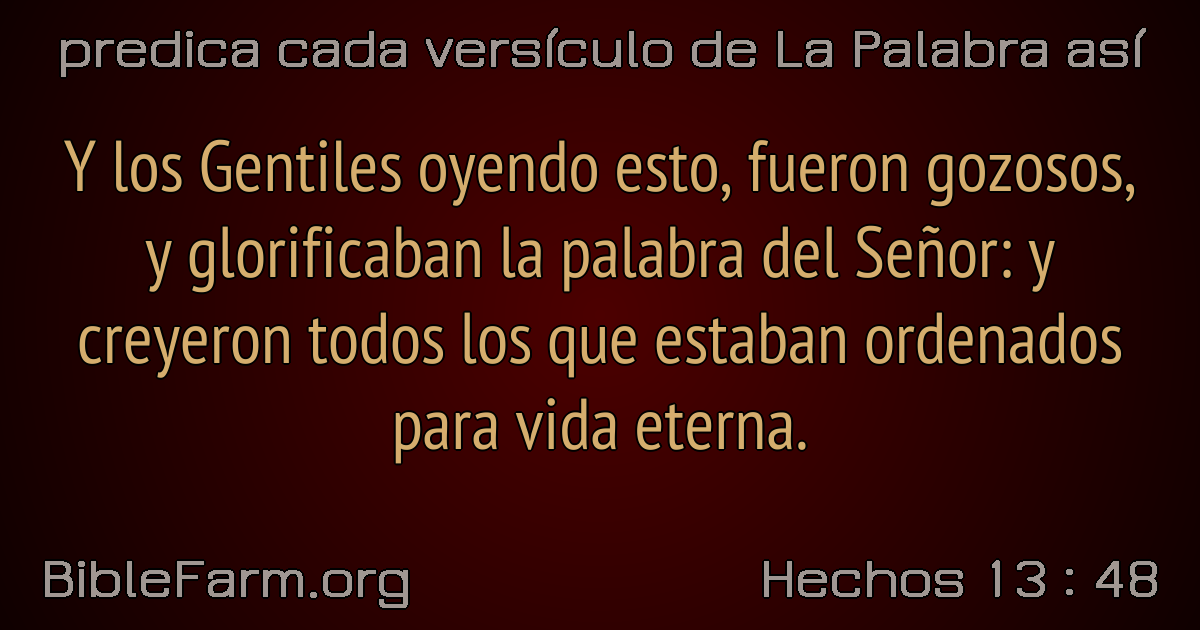 predica cada versículo de La Palabra así
Y los Gentiles oyendo esto, fueron gozosos,
y glorificaban la palabra del Señor: y
creyeron todos los que estaban ordenados
para vida eterna.
BibleFarm.org
Hechos 13 : 48